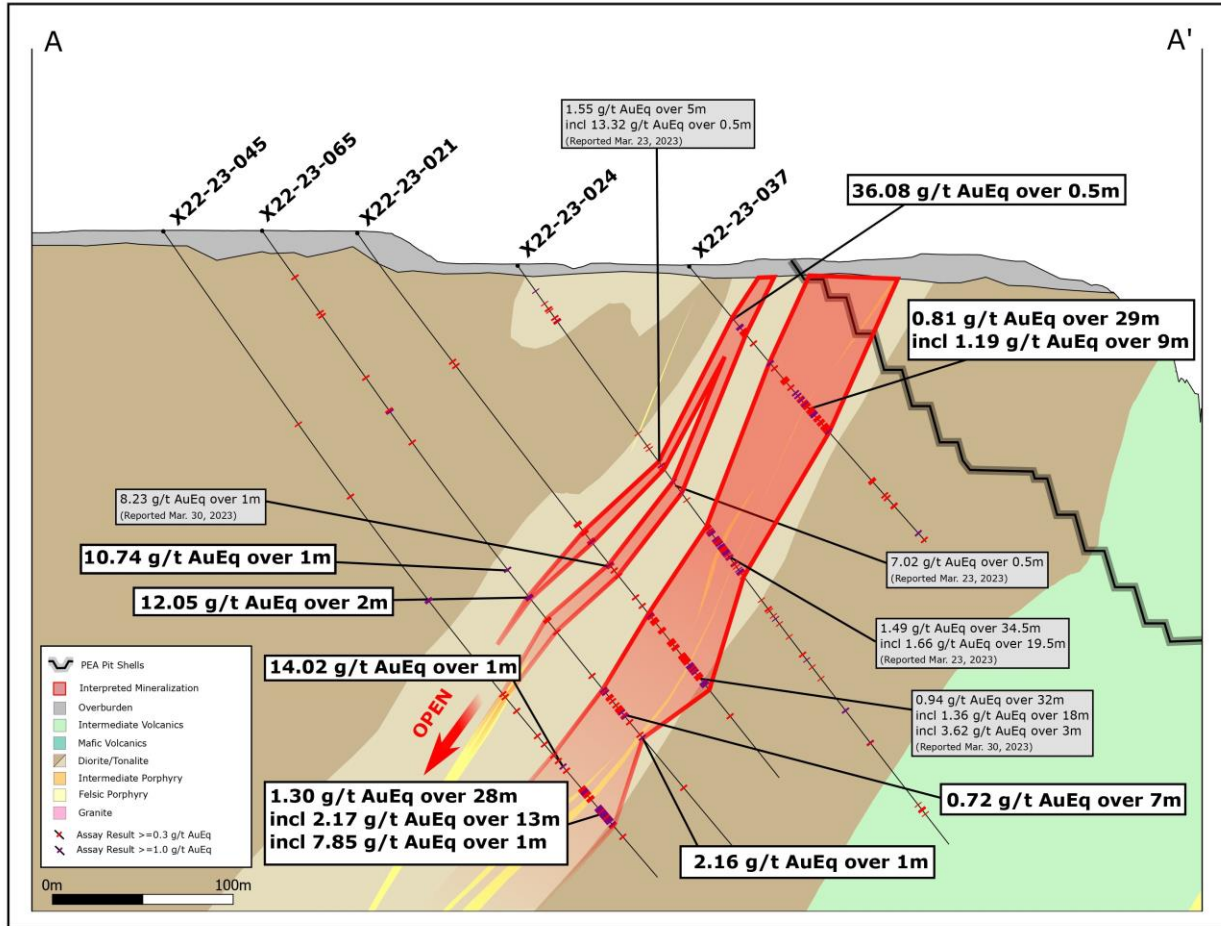 A
A'
X22-23-045
X22-23-065
X22-23-021
X22-23-024
X22-23-037
1.55 g/t AuEq over 5m
incl 13.32 g/t AuEq over 0.5m
(Reported Mar. 23, 2023)
36.08 g/t AuEq over 0.5m
0.81 g/t AuEq over 29m
incl 1.19 g/t AuEq over 9m
8.23 g/t AuEq over 1m
(Reported Mar. 30, 2023)
10.74 g/t AuEq over 1m
12.05 g/t AuEq over 2m
7.02 g/t AuEq over 0.5m
(Reported Mar. 23, 2023)
1.49 g/t AuEq over 34.5m
incl 1.66 g/t AuEq over 19.5m
(Reported Mar. 23, 2023)
14.02 g/t AuEq over 1m
0.94 g/t AuEq over 32m
incl 1.36 g/t AuEq over 18m
incl 3.62 g/t AuEq over 3m
(Reported Mar. 30, 2023)
OPEN
1.30 g/t AuEq over 28m
incl 2.17 g/t AuEq over 13m
incl 7.85 g/t AuEq over 1m
0.72 g/t AuEq over 7m
2.16 g/t AuEq over 1m
PEA Pit Shells
Interpreted Mineralization
Overburden
Intermediate Volcanics
Mafic Volcanics
Diorite/Tonalite
Intermediate Porphyry
Felsic Porphyry
Granite
Assay Result >=0.3 g/t AuEq
Assay Result >=1.0 g/t AuEq
0m
100m